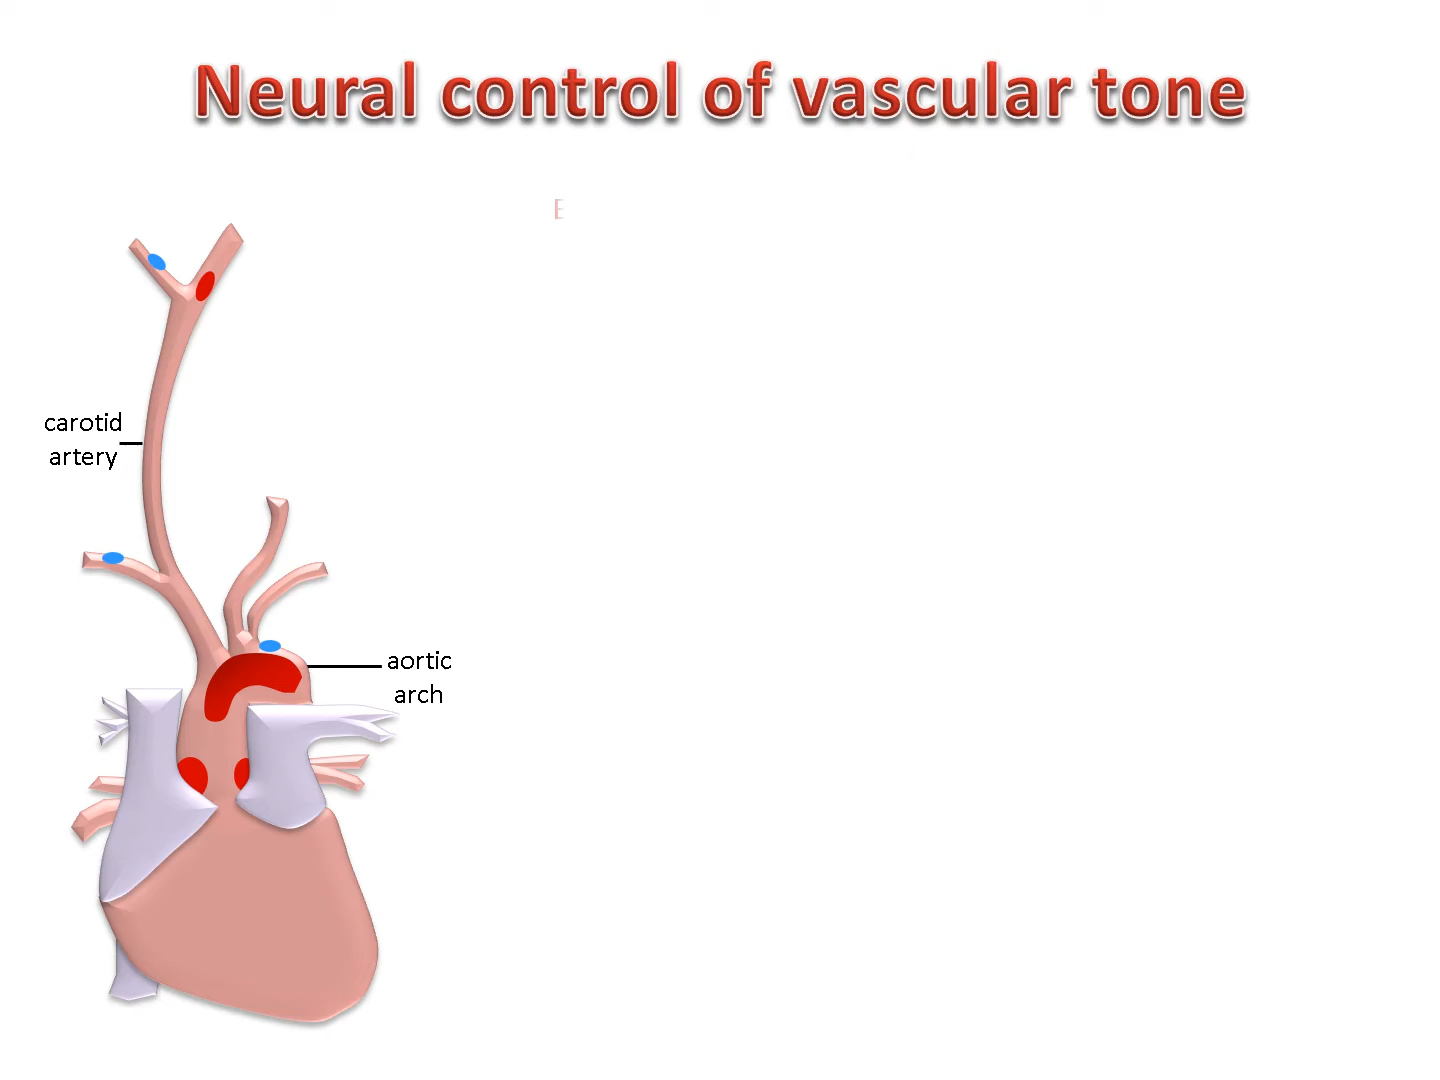 Neural control of vascular tone
E
carotid
artery
aortic
arch